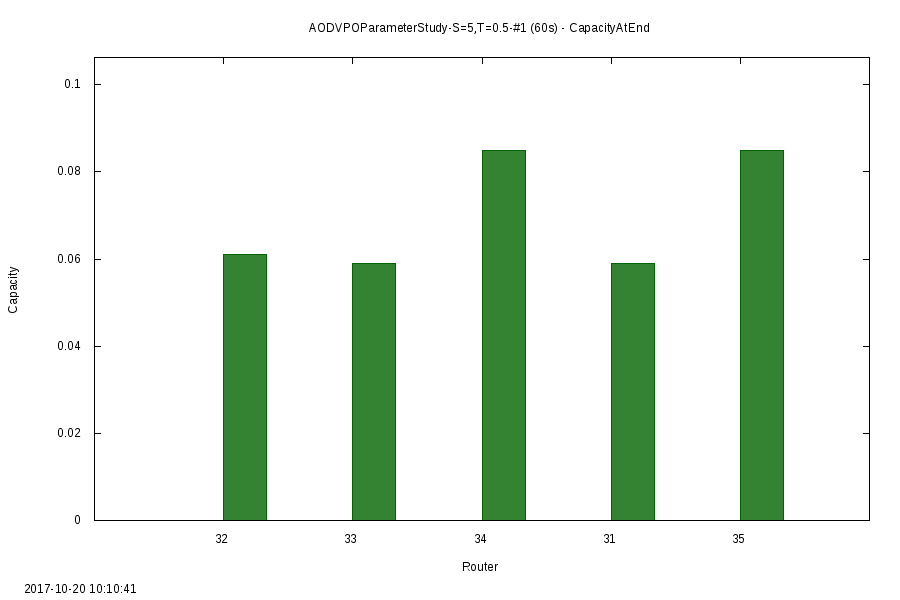 AODVPOParameterStudy-S=5,T=0.5-#1 (60s) - CapacityAtEnd
0.1
0.08
0.06
0.04
0.02
0
Capacity
32 33 34 31 35
Router
2017-10-20 10:10:41